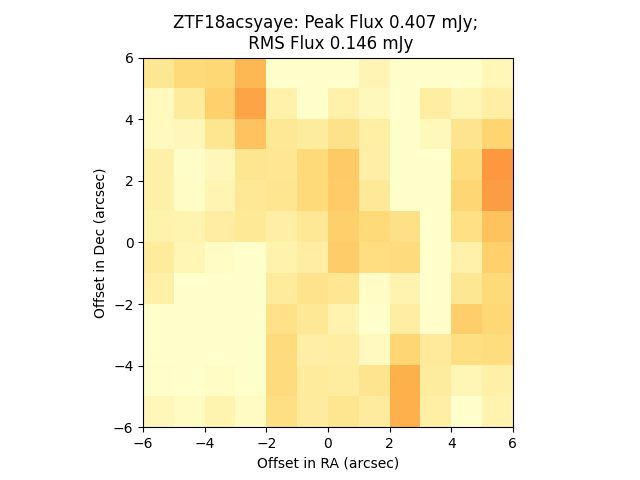 ZTF18acsyaye: Peak Flux 0.407 mJy;
RMS Flux 0.146 mJy
6
4
2
0
−2
−4
−6
Offset in Dec (arcsec)
−6 −4 −2 0 2 4 6
Offset in RA (arcsec)